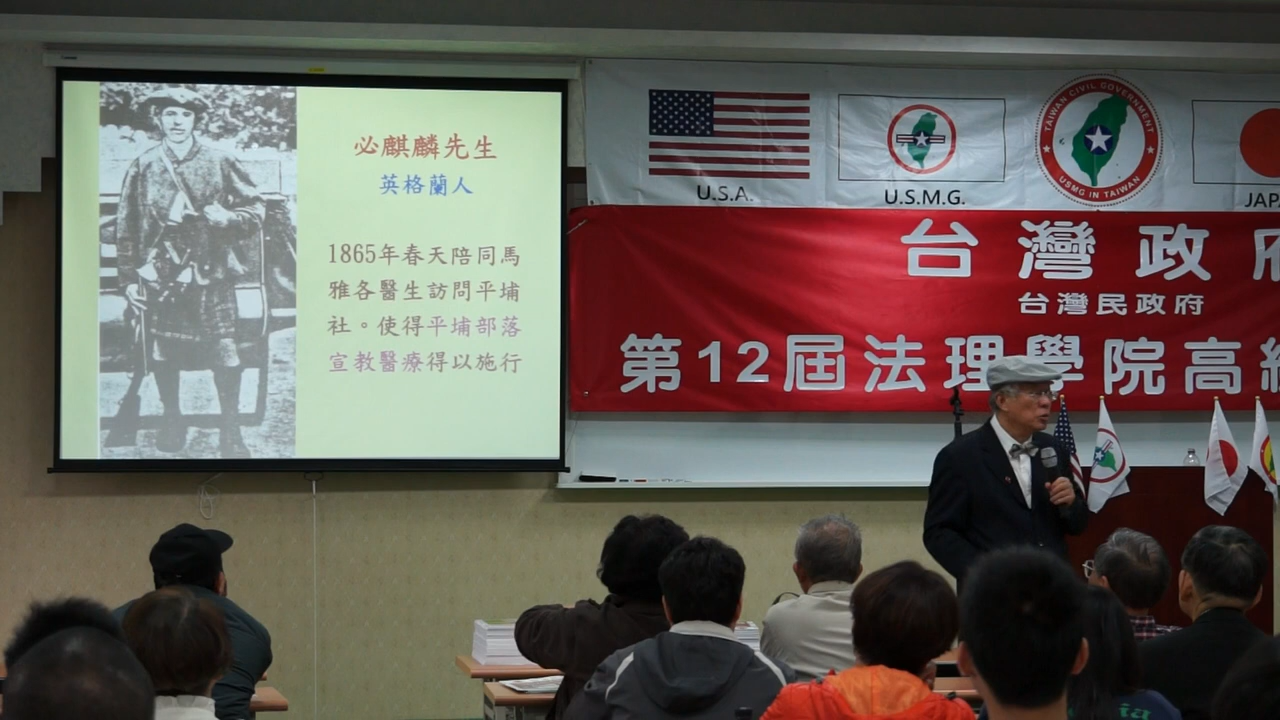 必麒麟先生
英格蘭人
1865年春天陪同馬
雅各醫生訪問平埔
社。使得平埔部落
宣教醫療得以施行
U.S.A.
U.S.M.G.
TAIWAN CIVIL GOVERNMENT
USMG IN TAIWAN
JAP
台灣政府
台灣民政府
第12屆法理學院高